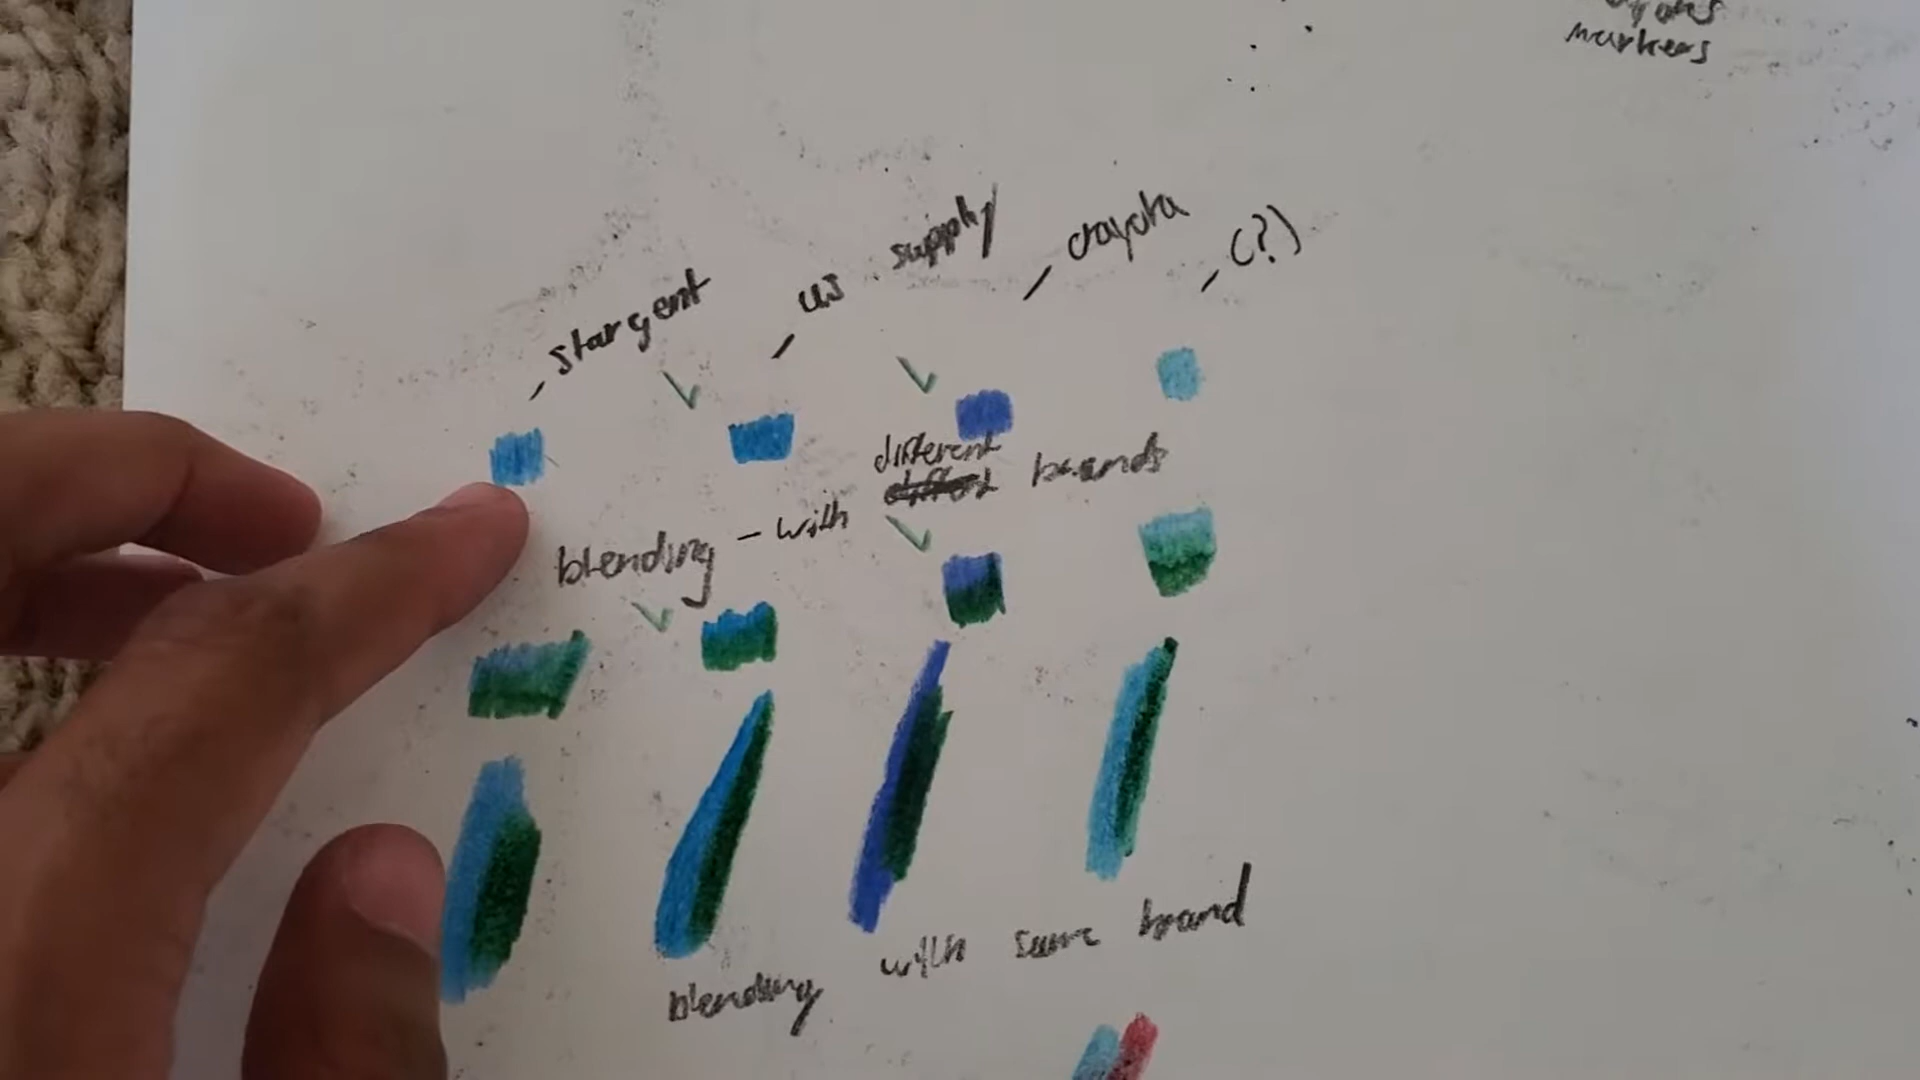 markers
- stargent - us supply - crayola - (?)
different
blending - with brands
blending with same brand